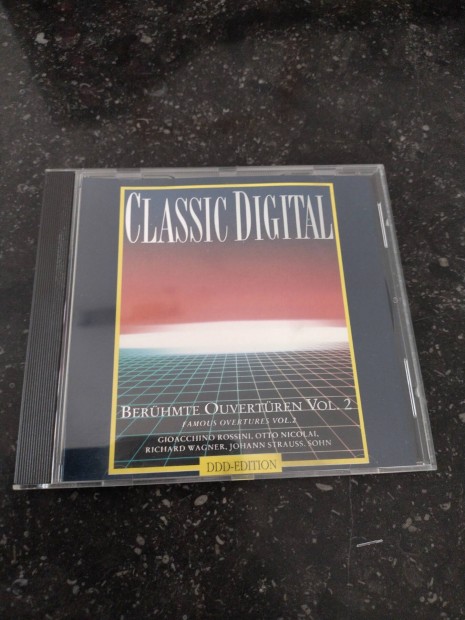 CLASSIC DIGITAL
BERÜHMTE OUVERTÜREN VOL. 2
FAMOUS OVERTURES VOL.2
GIOACCHINO ROSSINI, OTTO NICOLAI,
RICHARD WAGNER, JOHANN STRAUSS, SOHN
DDD-EDITION